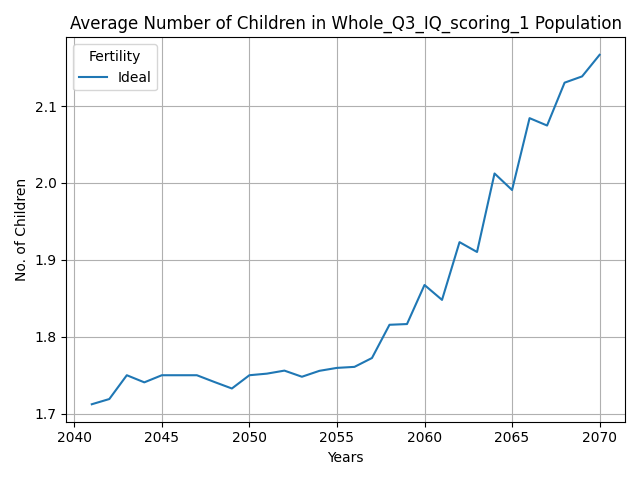 Average Number of Children in Whole_Q3_IQ_scoring_1 Population
Fertility
Ideal
No. of Children
2.1
2.0
1.9
1.8
1.7
2040 2045 2050 2055 2060 2065 2070
Years